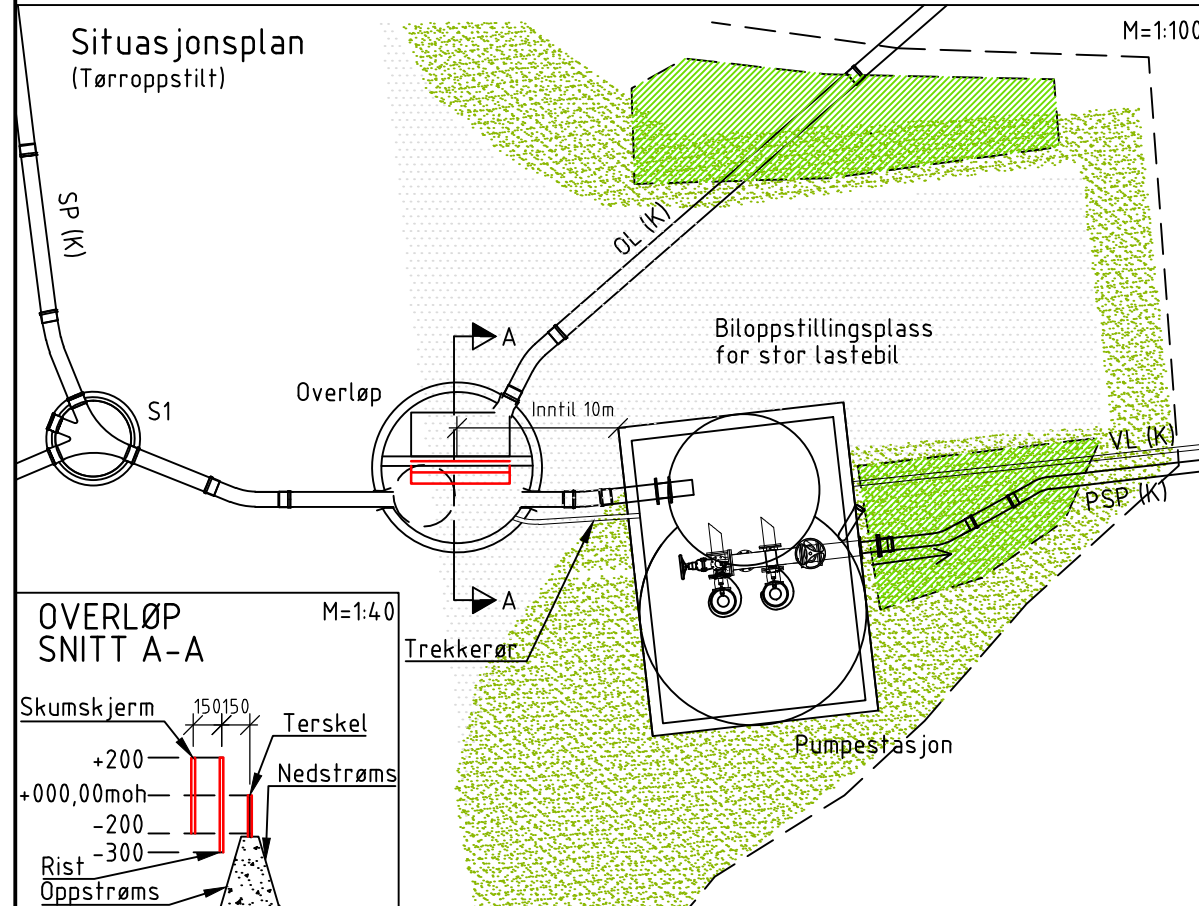 Situasjonsplan
(Tørroppstilt)
M=1:100
SP (K)
OL (K)
A
Biloppstillingsplass
for stor lastebil
Overløp
S1
Inntil 10m
VL (K)
PSP (K)
A
Trekkerør
Pumpestasjon
OVERLØP
SNITT A-A
M=1:40
Skumskjerm
150
150
Terskel
+200
Nedstrøms
+000,00moh
-200
-300
Rist
Oppstrøms